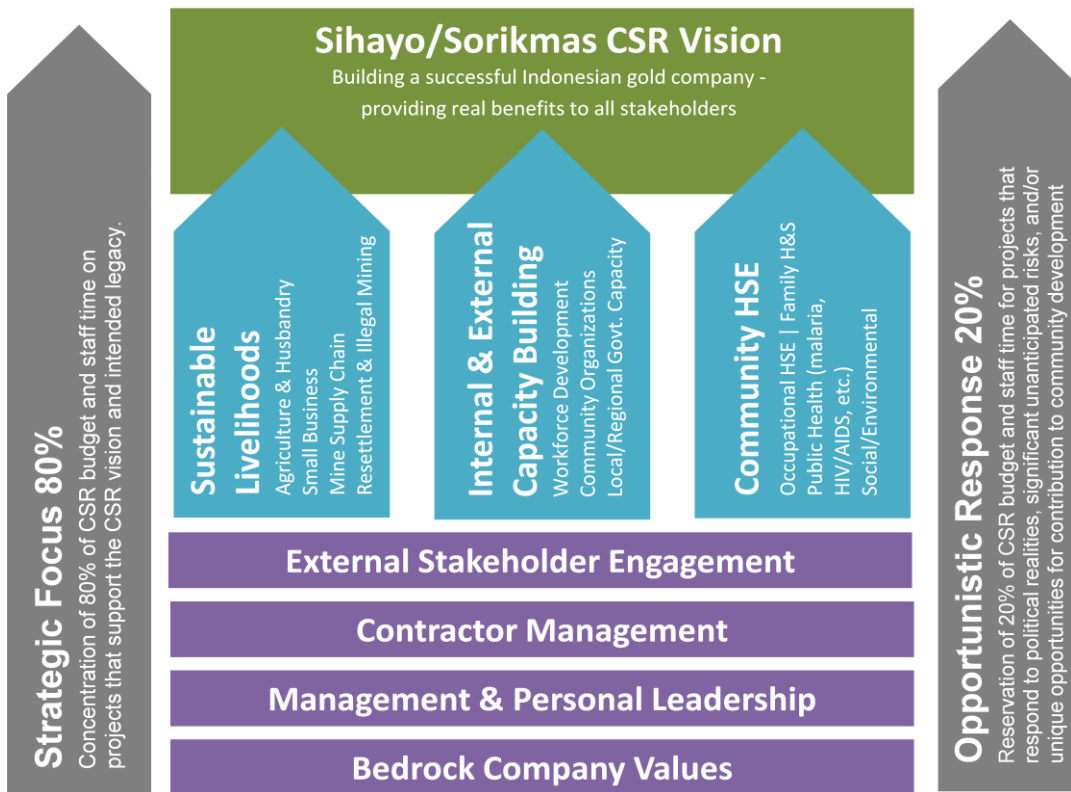 Sihayo/Sorikmas CSR Vision
Building a successful Indonesian gold company -
providing real benefits to all stakeholders
Strategic Focus 80%
Concentration of 80% of CSR budget and staff time on
projects that support the CSR vision and intended legacy.
Sustainable
Livelihoods
Agriculture & Husbandry
Small Business
Mine Supply Chain
Resettlement & Illegal Mining
Internal & External
Capacity Building
Workforce Development
Community Organizations
Local/Regional Govt. Capacity
Community HSE
Occupational HSE | Family H&S
Public Health (malaria,
HIV/AIDS, etc.)
Social/Environmental
Opportunistic Response 20%
Reservation of 20% of CSR budget and staff time for projects that
respond to political realities, significant unanticipated risks, and/or
unique opportunities for contribution to community development
External Stakeholder Engagement
Contractor Management
Management & Personal Leadership
Bedrock Company Values